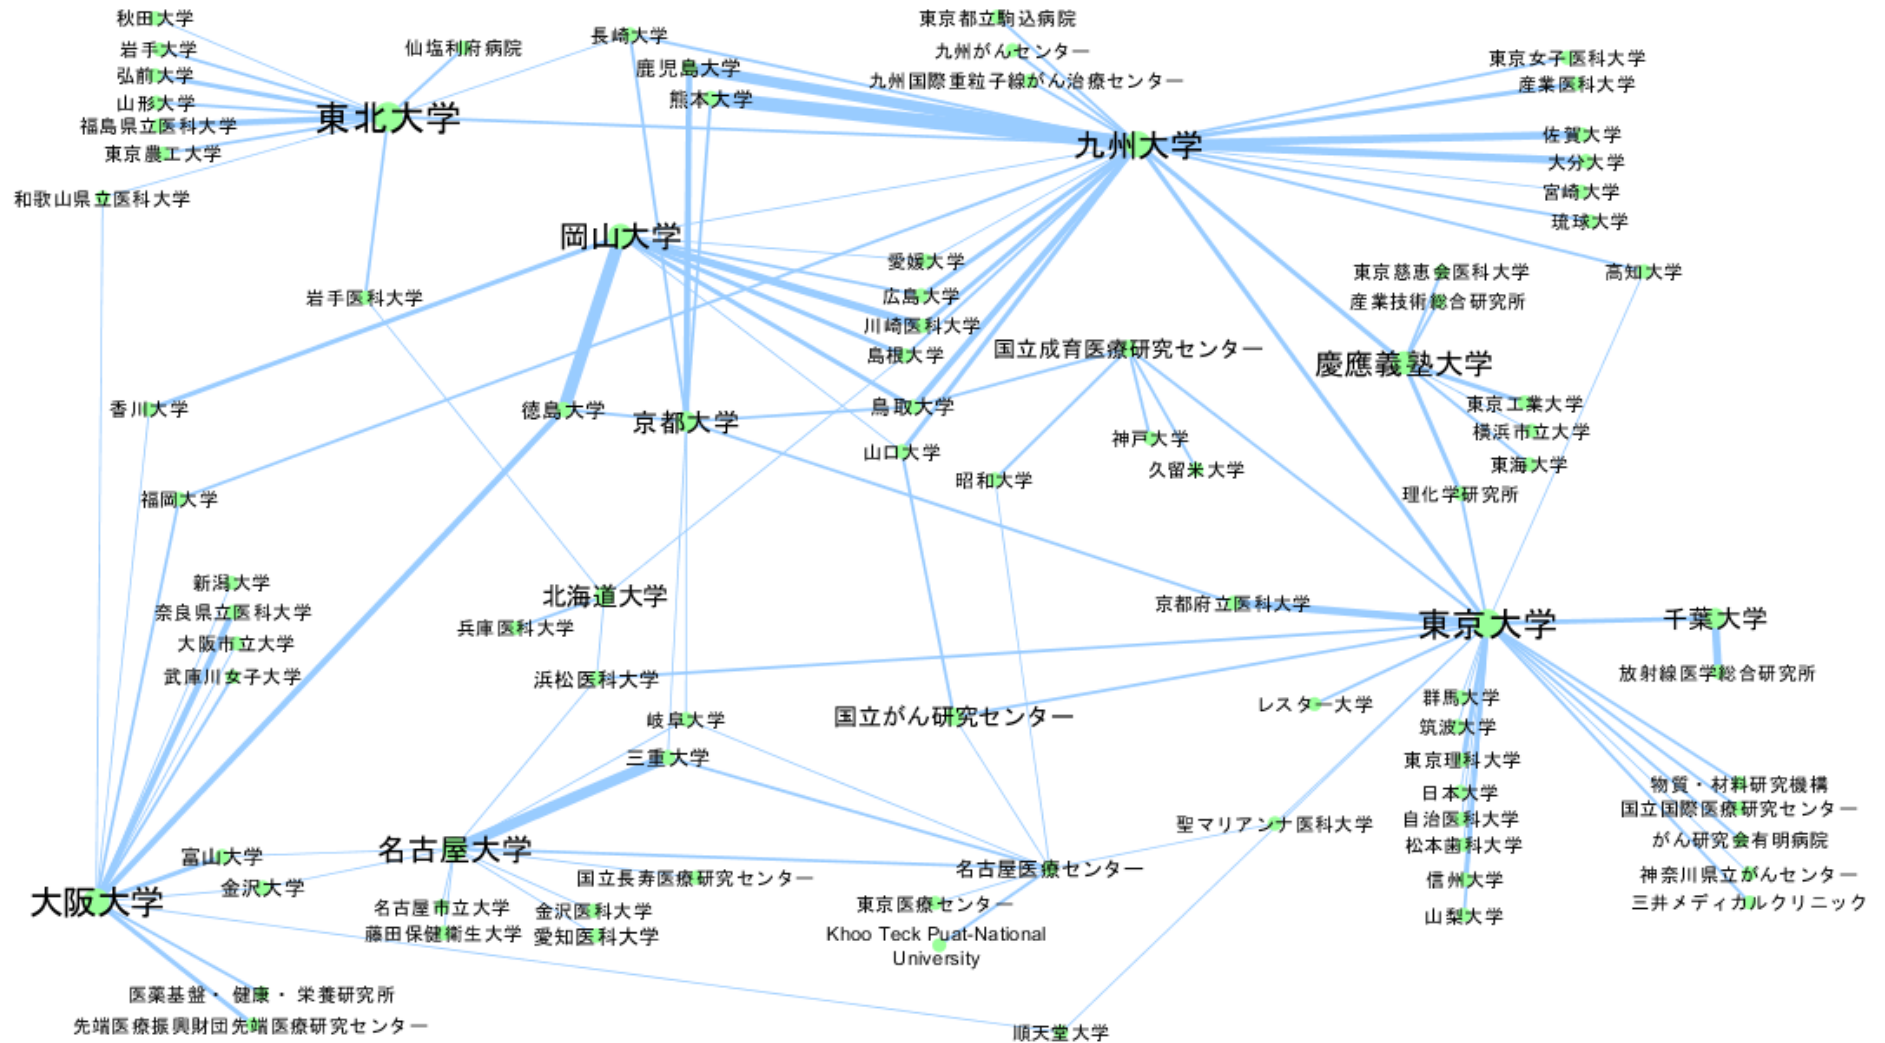 秋田大学
岩手大学
弘前大学
山形大学
福島県立医科大学
東京農工大学
和歌山県立医科大学
仙塩利府病院
東北大学
長崎大学
鹿児島大学
熊本大学
東京都立駒込病院
九州がんセンター
九州国際重粒子線がん治療センター
九州大学
東京女子医科大学
産業医科大学
佐賀大学
大分大学
宮崎大学
琉球大学
高知大学
岡山大学
岩手医科大学
愛媛大学
広島大学
川崎医科大学
島根大学
国立成育医療研究センター
東京慈恵会医科大学
産業技術総合研究所
慶應義塾大学
東京工業大学
横浜市立大学
東海大学
理化学研究所
香川大学
徳島大学
京都大学
鳥取大学
山口大学
昭和大学
神戸大学
久留米大学
福岡大学
新潟大学
奈良県立医科大学
大阪市立大学
武庫川女子大学
北海道大学
兵庫医科大学
浜松医科大学
岐阜大学
三重大学
国立がん研究センター
京都府立医科大学
東京大学
千葉大学
放射線医学総合研究所
レスター大学
群馬大学
筑波大学
東京理科大学
日本大学
自治医科大学
松本歯科大学
信州大学
山梨大学
物質・材料研究機構
国立国際医療研究センター
がん研究会有明病院
神奈川県立がんセンター
三井メディカルクリニック
聖マリアンナ医科大学
富山大学
金沢大学
大阪大学
名古屋大学
国立長寿医療研究センター
名古屋市立大学
藤田保健衛生大学
金沢医科大学
愛知医科大学
名古屋医療センター
東京医療センター
Khoo Teck Puat-National
University
医薬基盤・健康・栄養研究所
先端医療振興財団先端医療研究センター
順天堂大学